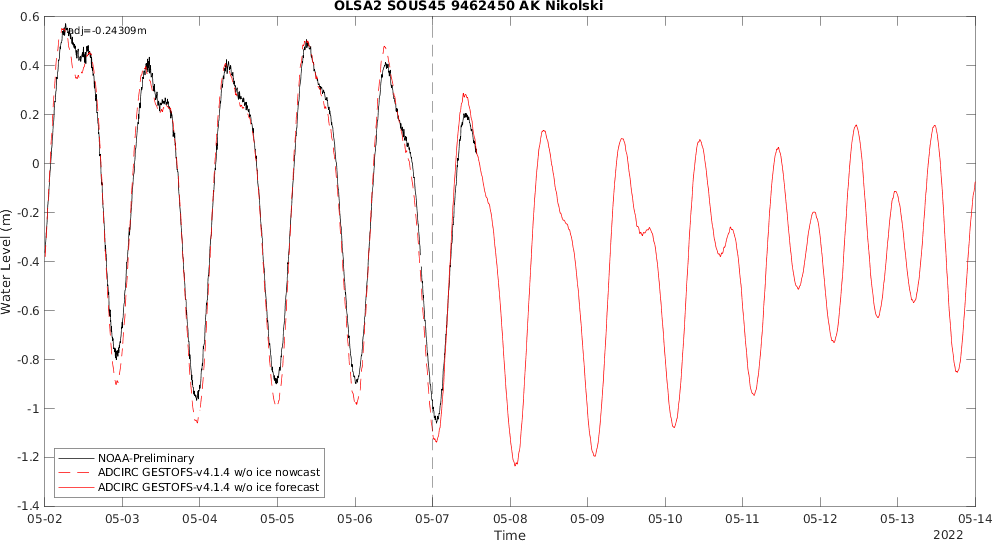 OLSA2 SOUS45 9462450 AK Nikolski
adj=-0.24309m
0.6
0.4
0.2
0
-0.2
-0.4
-0.6
-0.8
-1
-1.2
-1.4
Water Level (m)
NOAA-Preliminary
ADCIRC GESTOFS-v4.1.4 w/o ice nowcast
ADCIRC GESTOFS-v4.1.4 w/o ice forecast
05-02 05-03 05-04 05-05 05-06 05-07 05-08 05-09 05-10 05-11 05-12 05-13 05-14
Time
2022